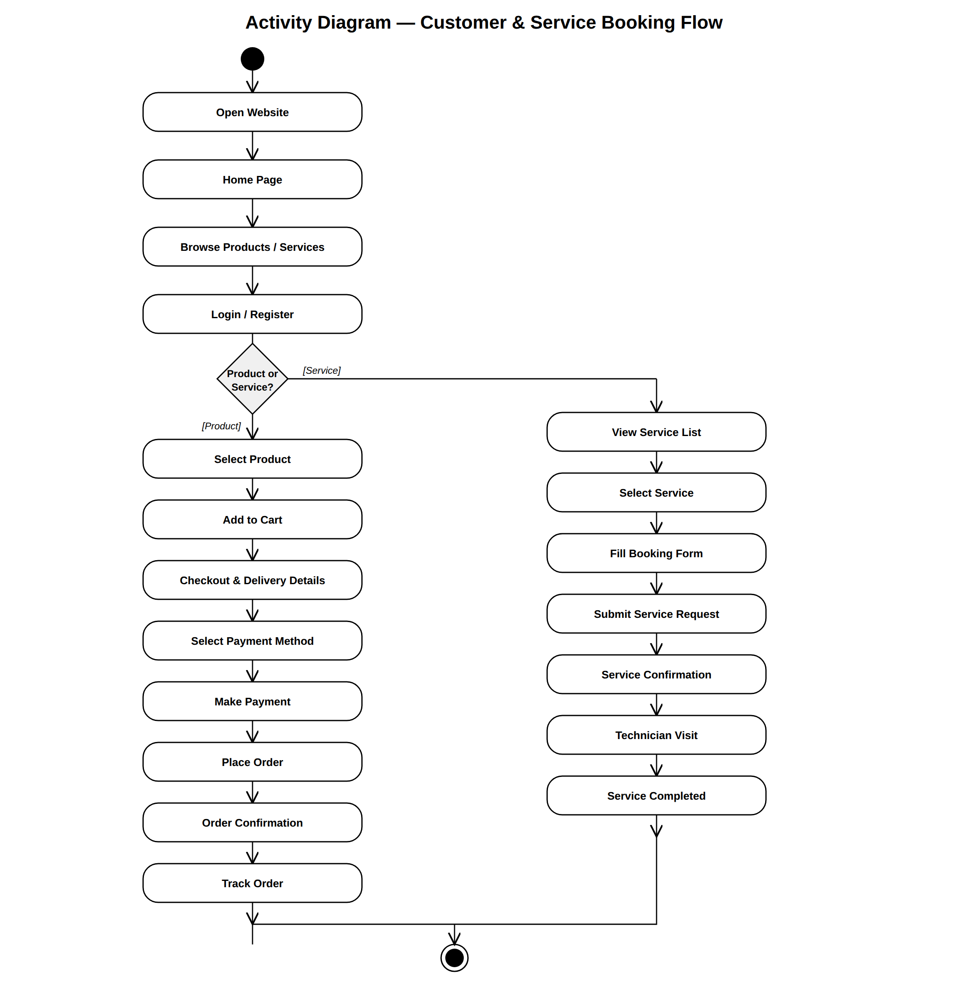 Activity Diagram — Customer & Service Booking Flow
Open Website
Home Page
Browse Products / Services
Login / Register
Product or
Service?
[Service]
[Product]
Select Product
Add to Cart
Checkout & Delivery Details
Select Payment Method
Make Payment
Place Order
Order Confirmation
Track Order
View Service List
Select Service
Fill Booking Form
Submit Service Request
Service Confirmation
Technician Visit
Service Completed